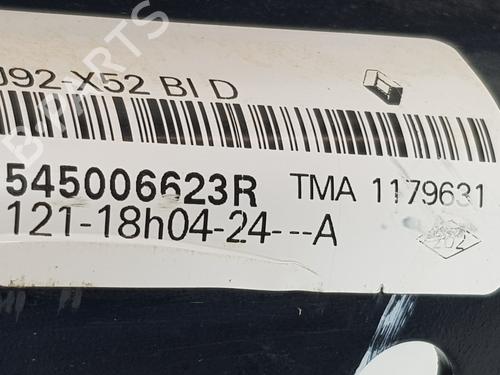 J92-X52 BI D
545006623R TMA 1179631
121-18h04-24---A